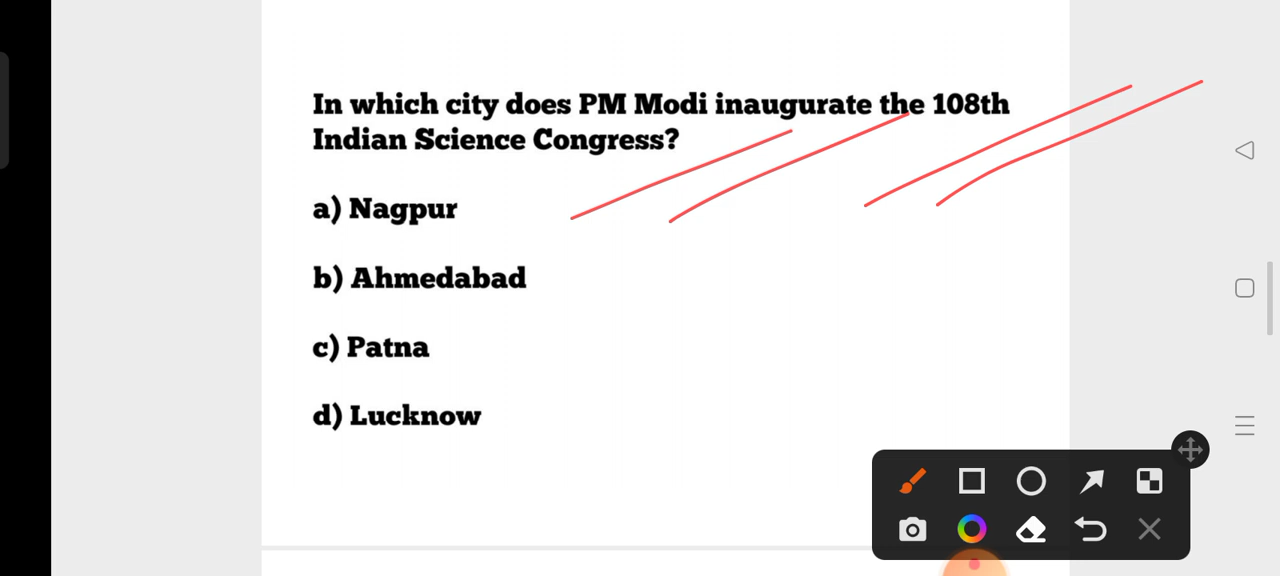 In which city does PM Modi inaugurate the 108th
Indian Science Congress?
a) Nagpur
b) Ahmedabad
c) Patna
d) Lucknow